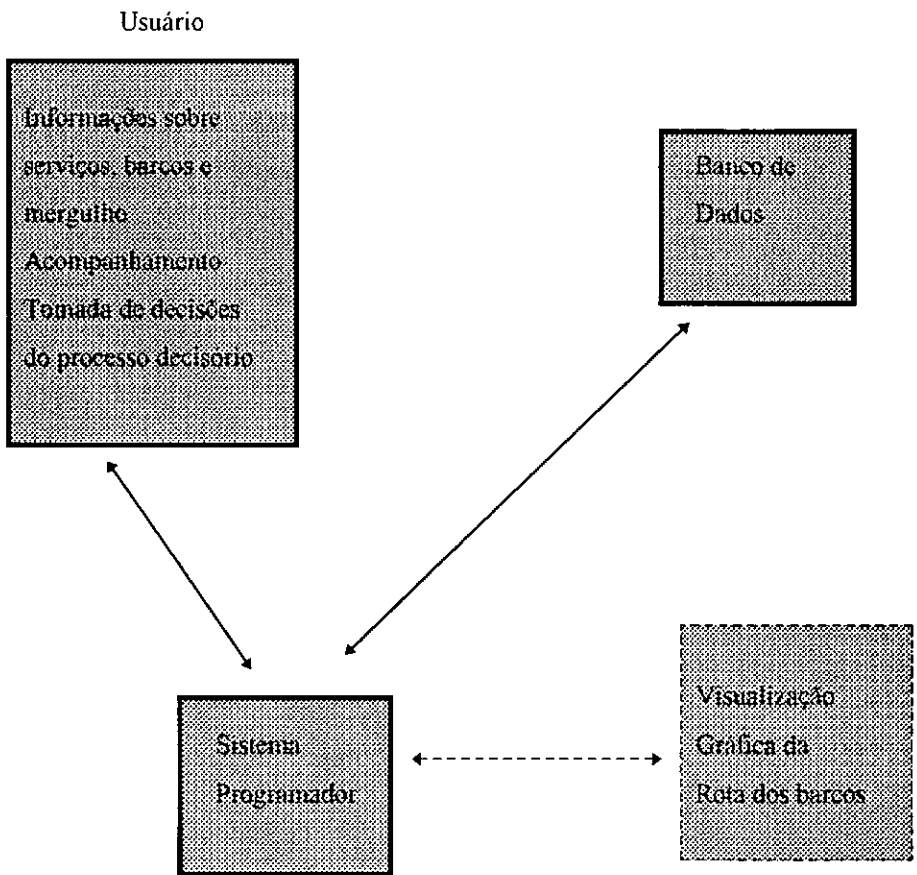 Usuário
Informações sobre
serviços, barcos e
mergulho
Acompanhamento
Tomada de decisões
do processo decisório
Banco de
Dados
Sistema
Programador
Visualização
Gráfica da
Rota dos barcos